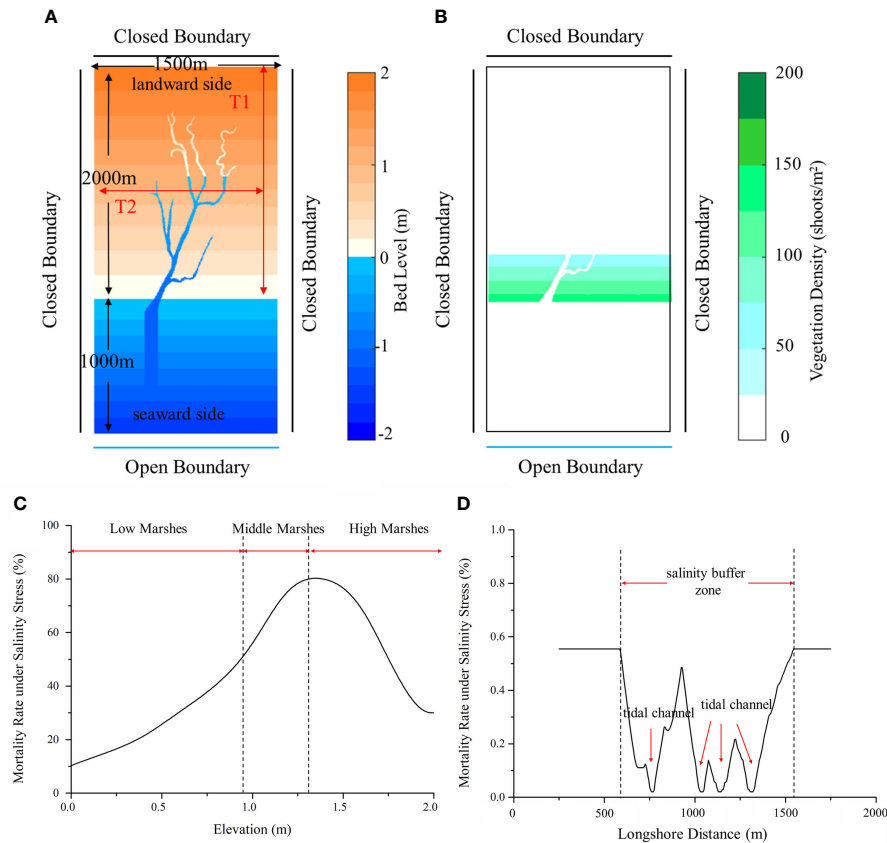 A
Closed Boundary
1500m
landward side
T1
2000m
T2
1000m
seaward side
Closed Boundary
Closed Boundary
Open Boundary
2
1
0
-1
-2
Bed Level (m)
B
Closed Boundary
Closed Boundary
Closed Boundary
Open Boundary
200
150
100
50
0
Vegetation Density (shoots/m²)
C
Low Marshes
Middle Marshes
High Marshes
Mortality Rate under Salinity Stress (%)
100
80
60
40
20
0
0.0
0.5
1.0
1.5
2.0
Elevation (m)
D
salinity buffer
zone
tidal channel
tidal channel
Mortality Rate under Salinity Stress (%)
1.0
0.8
0.6
0.4
0.2
0.0
0
500
1000
1500
2000
Longshore Distance (m)